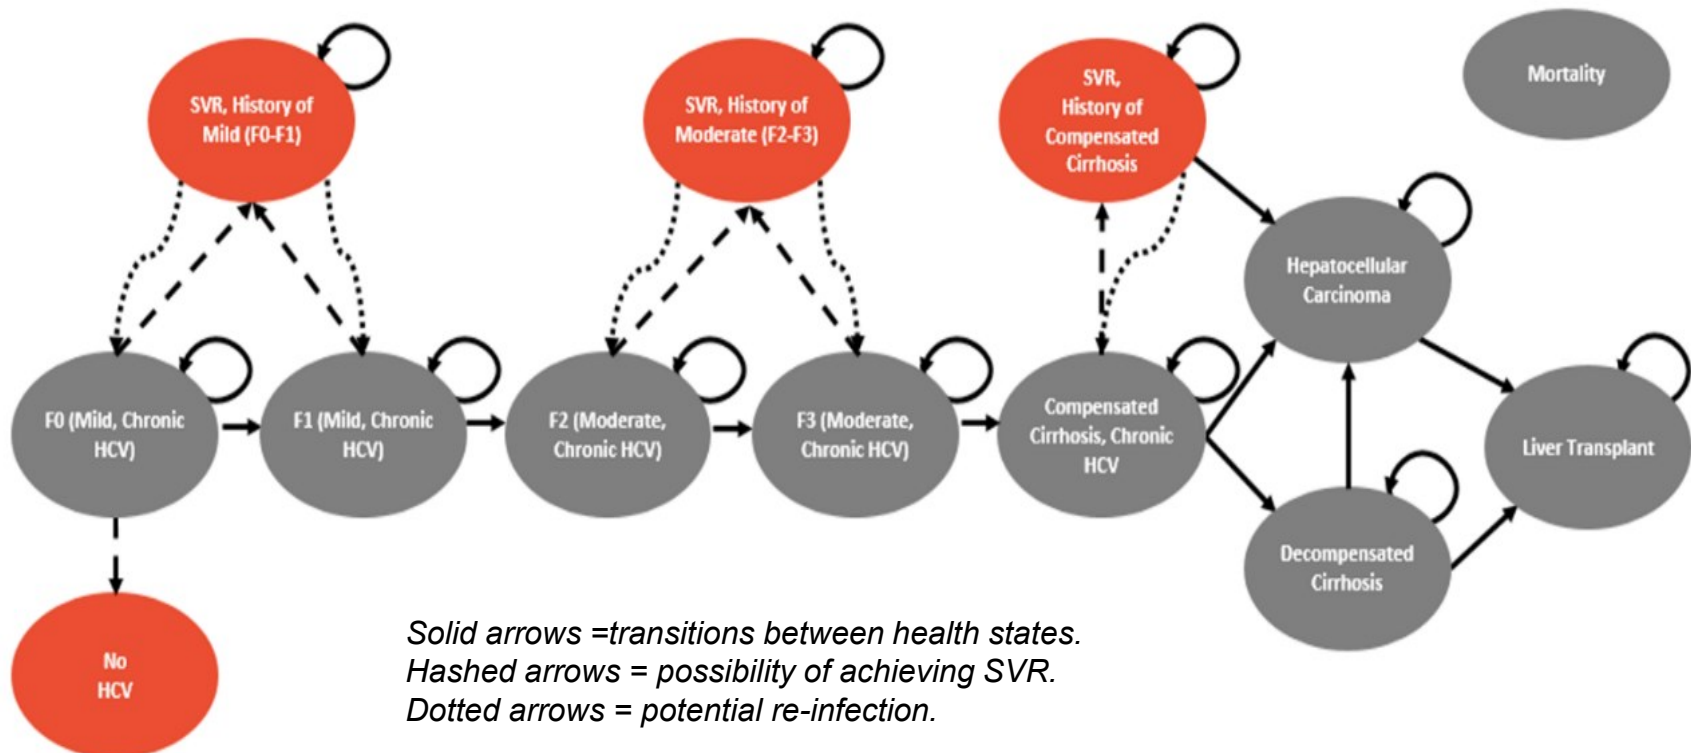 SVR, History of
Mild (F0-F1)
SVR, History of
Moderate (F2-F3)
SVR,
History of
Compensated
Cirrhosis
Mortality
Hepatocellular
Carcinoma
F0 (Mild, Chronic
HCV)
F1 (Mild, Chronic
HCV)
F2 (Moderate,
Chronic HCV)
F3 (Moderate,
Chronic HCV)
Compensated
Cirrhosis, Chronic
HCV
Liver Transplant
Decompensated
Cirrhosis
No
HCV
Solid arrows =transitions between health states.
Hashed arrows = possibility of achieving SVR.
Dotted arrows = potential re-infection.